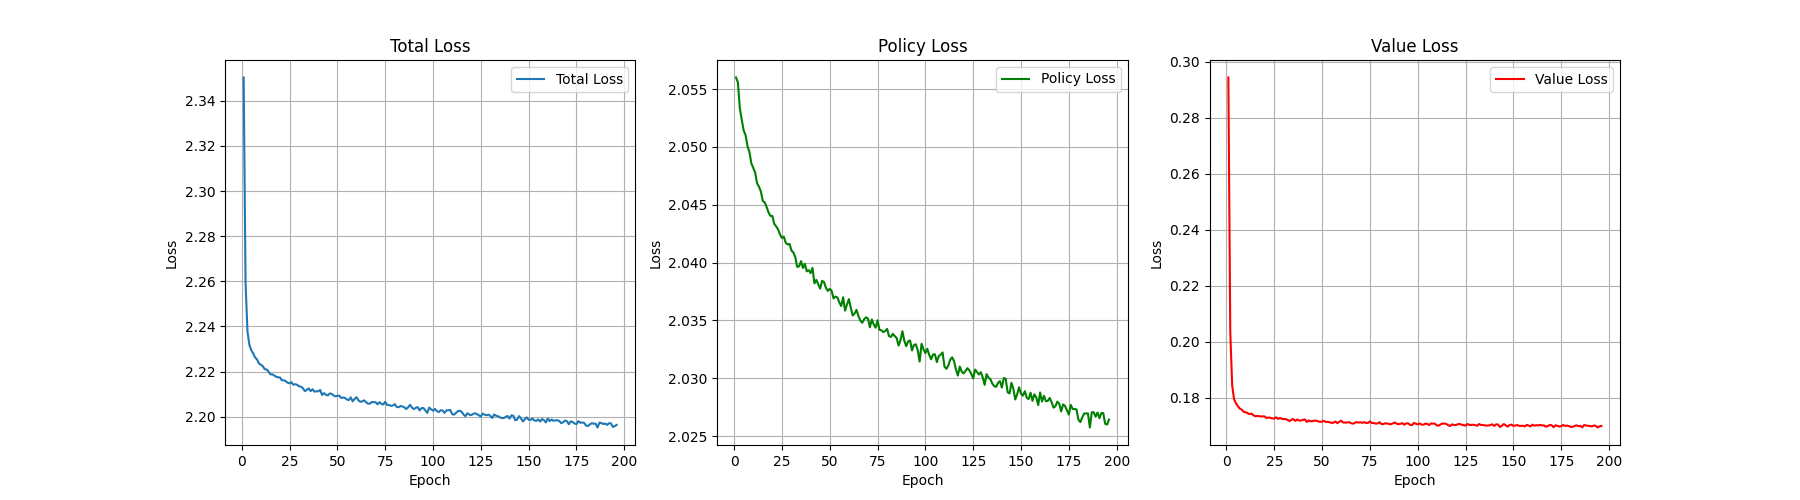 Total Loss
Total Loss
2.34
2.32
2.30
2.28
2.26
2.24
2.22
2.20
Loss
0 25 50 75 100 125 150 175 200
Epoch
Policy Loss
Policy Loss
2.055
2.050
2.045
2.040
2.035
2.030
2.025
Loss
0 25 50 75 100 125 150 175 200
Epoch
Value Loss
Value Loss
0.30
0.28
0.26
0.24
0.22
0.20
0.18
Loss
0 25 50 75 100 125 150 175 200
Epoch